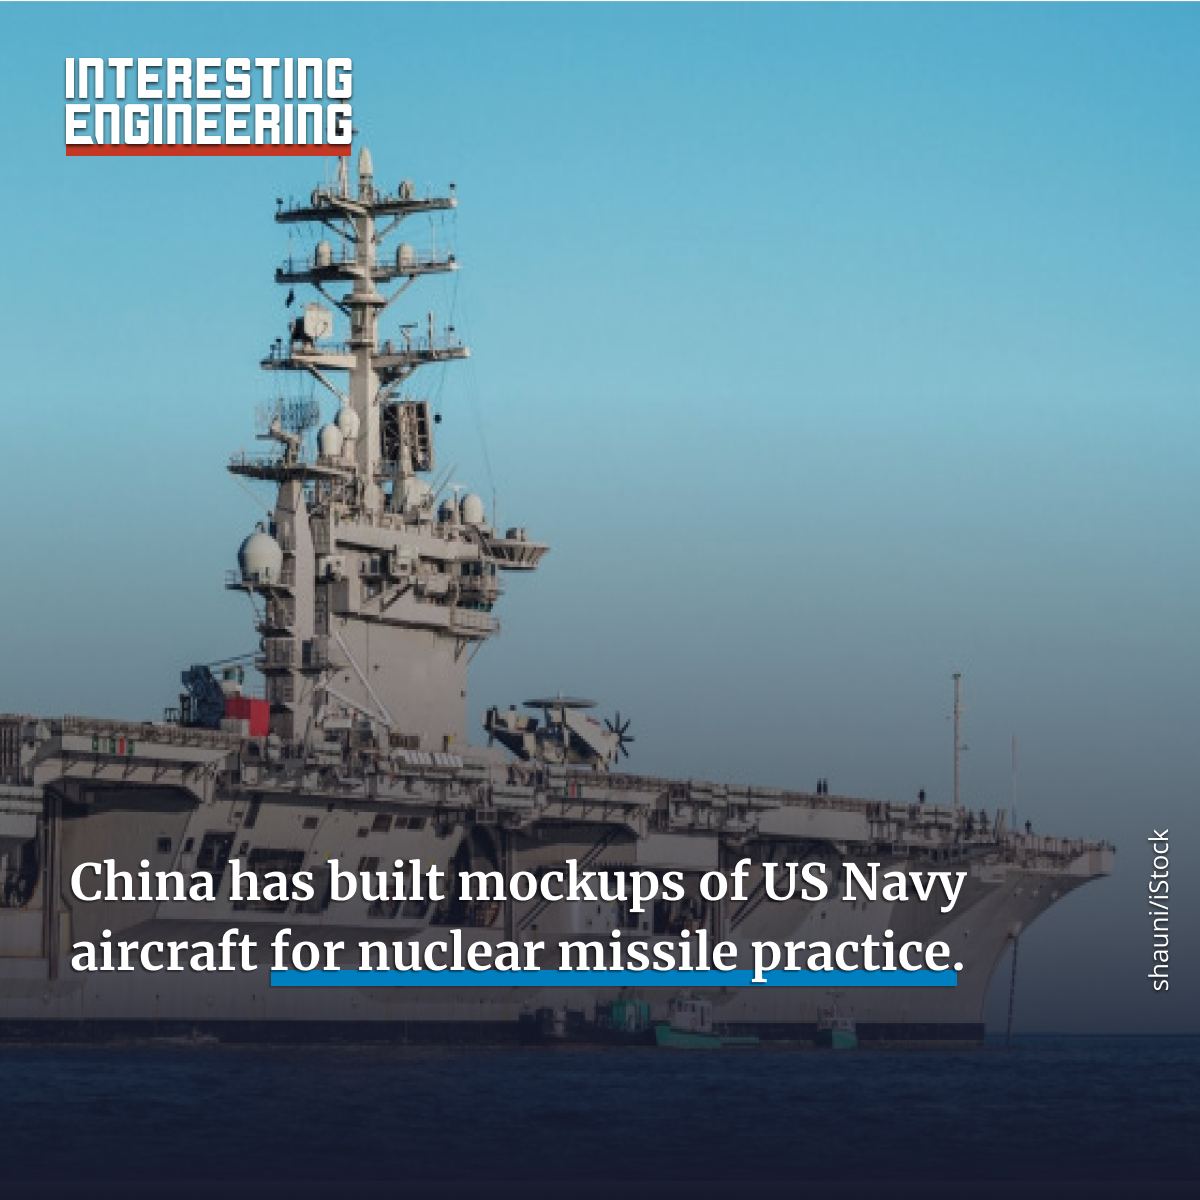 INTERESTING
ENGINEERING
China has built mockups of US Navy
aircraft for nuclear missile practice.
shauni/iStock